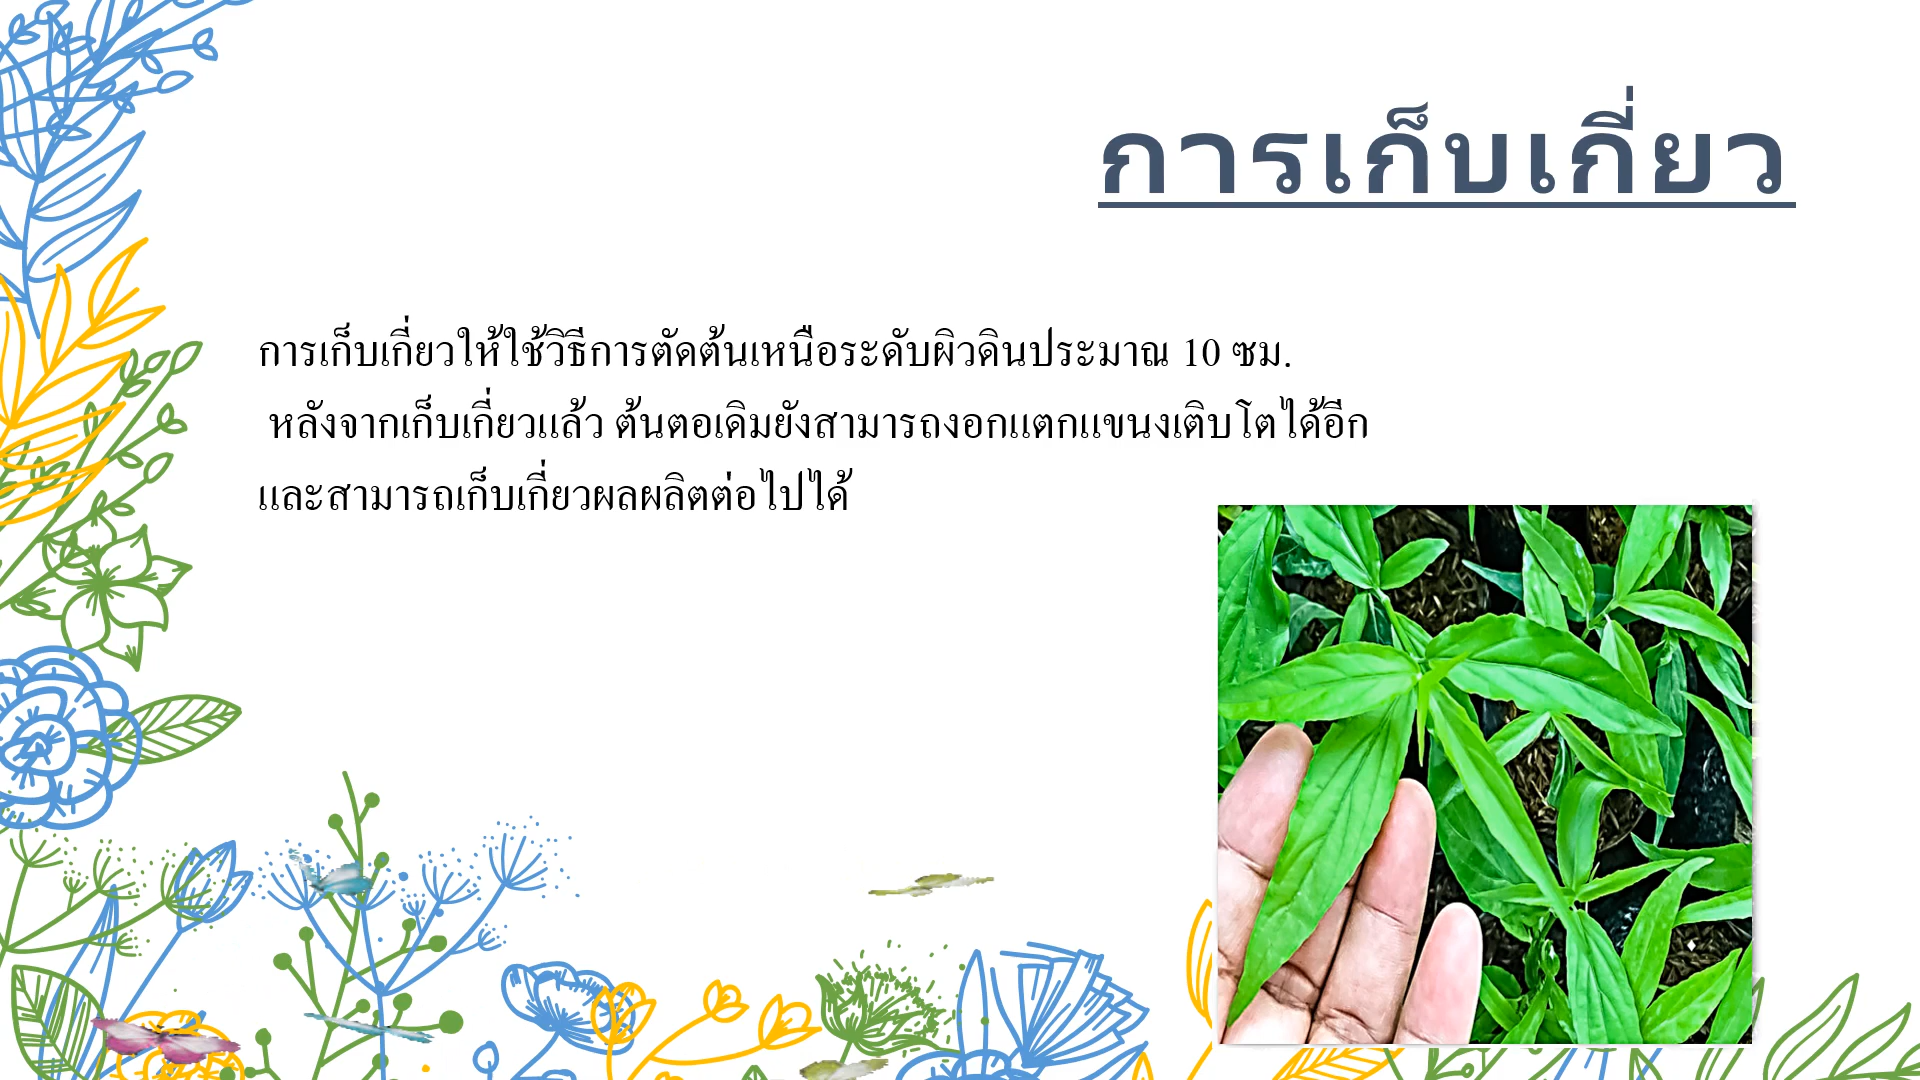 การเก็บเกี่ยว
การเก็บเกี่ยวให้ใช้วิธีการตัดต้นเหนือระดับผิวดินประมาณ 10 ซม.
หลังจากเก็บเกี่ยวแล้ว ต้นตอเดิมยังสามารถงอกแตกแขนงเติบโตได้อีก
และสามารถเก็บเกี่ยวผลผลิตต่อไปได้